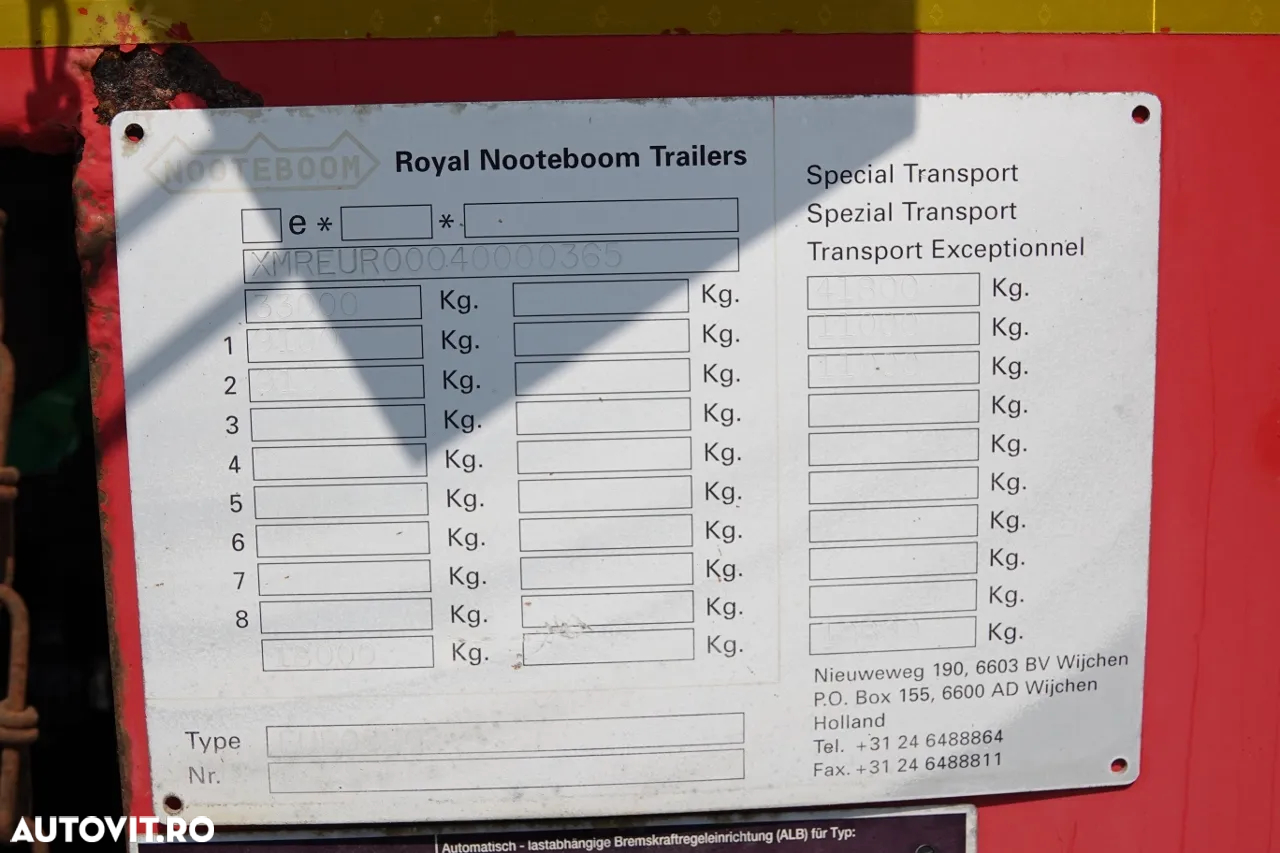 NOOTEBOOM
Royal Nooteboom Trailers
e * *
XMREUR00040000365
33000 Kg. Kg.
1 Kg. Kg.
2 Kg. Kg.
3 Kg. Kg.
4 Kg. Kg.
5 Kg. Kg.
6 Kg. Kg.
7 Kg. Kg.
8 Kg. Kg.
18000 Kg. Kg.
Type
Nr.
Special Transport
Spezial Transport
Transport Exceptionnel
41800 Kg.
Kg.
Kg.
Kg.
Kg.
Kg.
Kg.
Kg.
Kg.
Kg.
Nieuweweg 190, 6603 BV Wijchen
P.O. Box 155, 6600 AD Wijchen
Holland
Tel. +31 24 6488864
Fax. +31 24 6488811
Automatisch - lastabhängige Bremskraftregeleinrichtung (ALB) für Typ:
AUTOVIT.RO